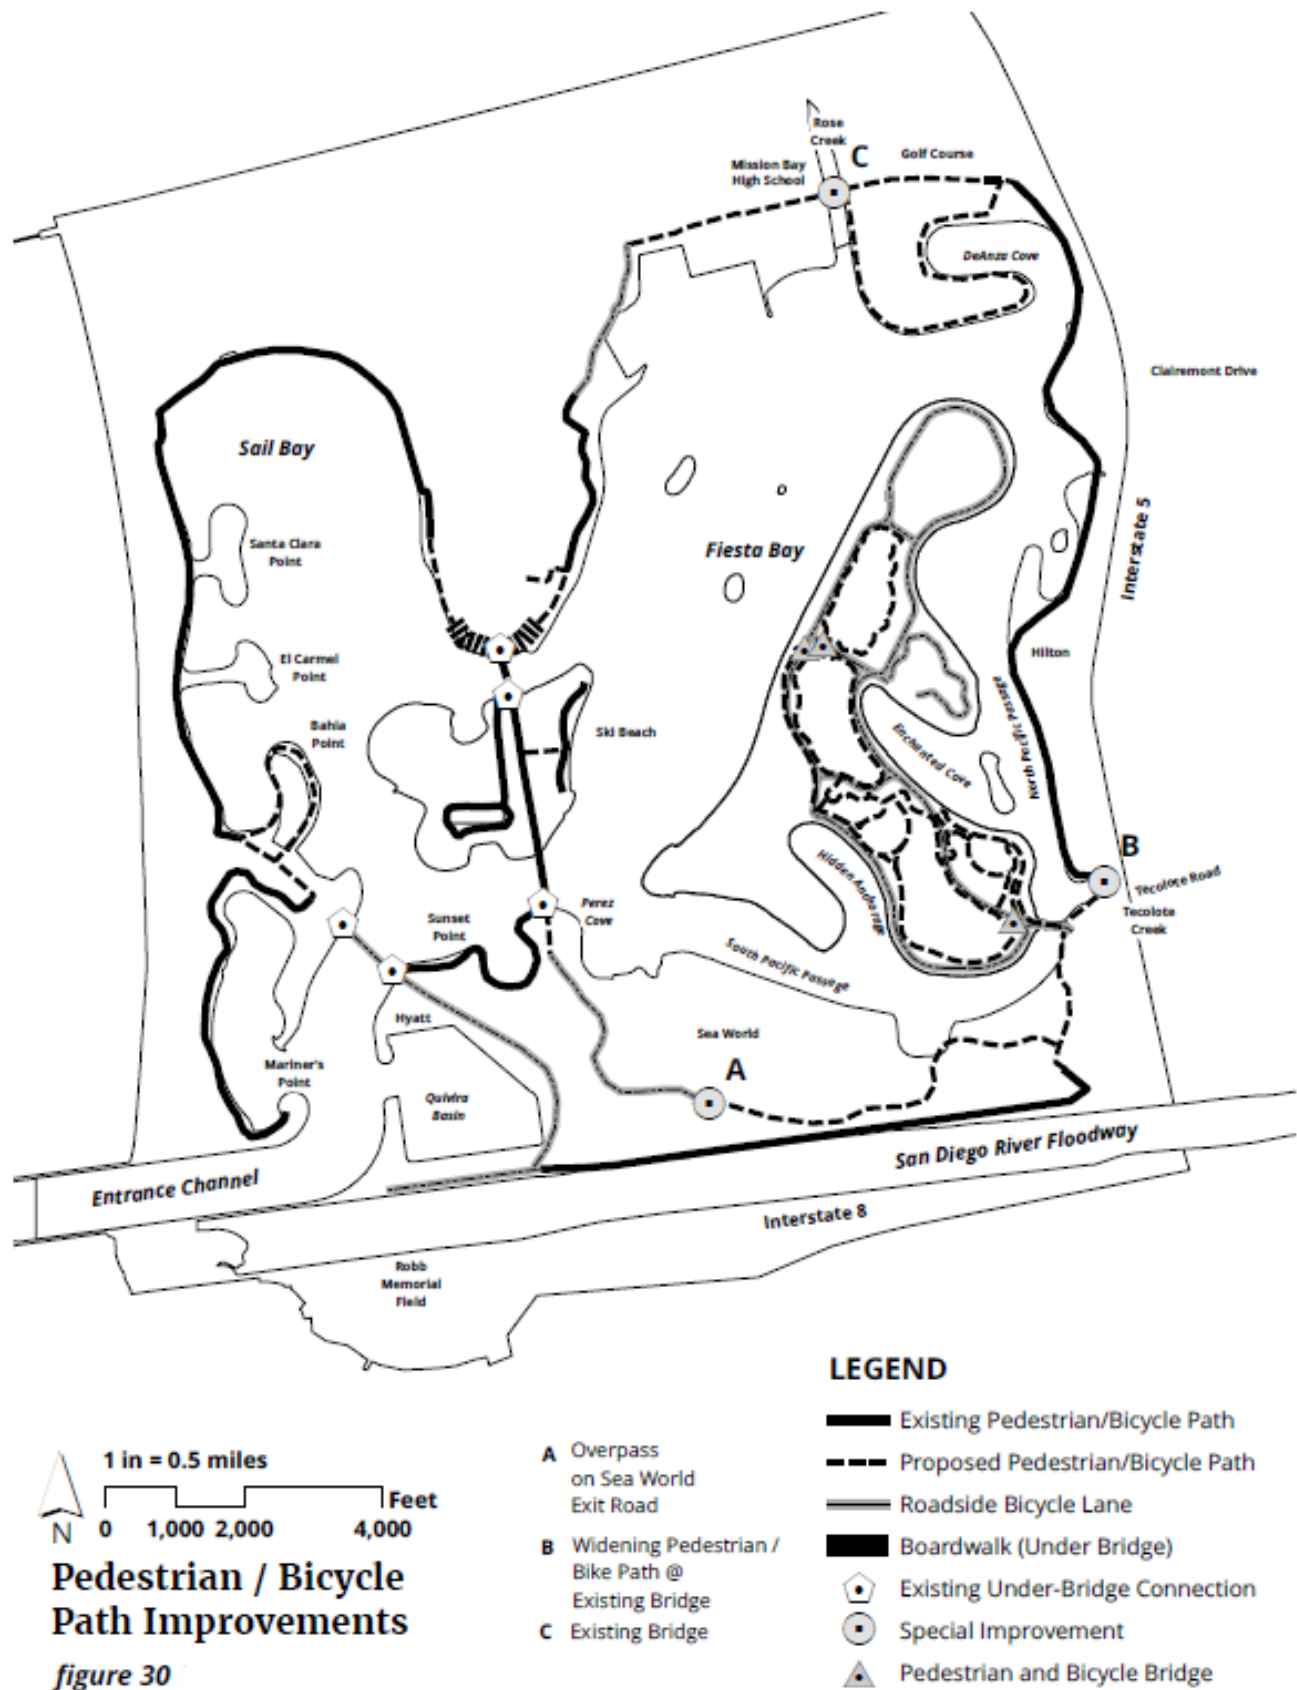 Rose
Creek
C
Golf Course
Mission Bay
High School
DeAnza Cove
Clairemont Drive
Sail Bay
Interstate 5
Santa Clara
Point
Fiesta Bay
El Carmel
Point
Hilton
North Pacific Passage
Bahia
Point
Ski Beach
Enchanted Cove
B
Tecolote Road
Tecolote
Creek
Hidden Anchorage
Perez
Cove
Sunset
Point
South Pacific Passage
Hyatt
Sea World
Mariner's
Point
A
Quivira
Basin
San Diego River Floodway
Entrance Channel
Interstate 8
Robb
Memorial
Field
LEGEND
Existing Pedestrian/Bicycle Path
Proposed Pedestrian/Bicycle Path
Roadside Bicycle Lane
Boardwalk (Under Bridge)
Existing Under-Bridge Connection
Special Improvement
Pedestrian and Bicycle Bridge
A Overpass
on Sea World
Exit Road
B Widening Pedestrian /
Bike Path @
Existing Bridge
C Existing Bridge
1 in = 0.5 miles
Feet
N 0 1,000 2,000 4,000
Pedestrian / Bicycle
Path Improvements
figure 30